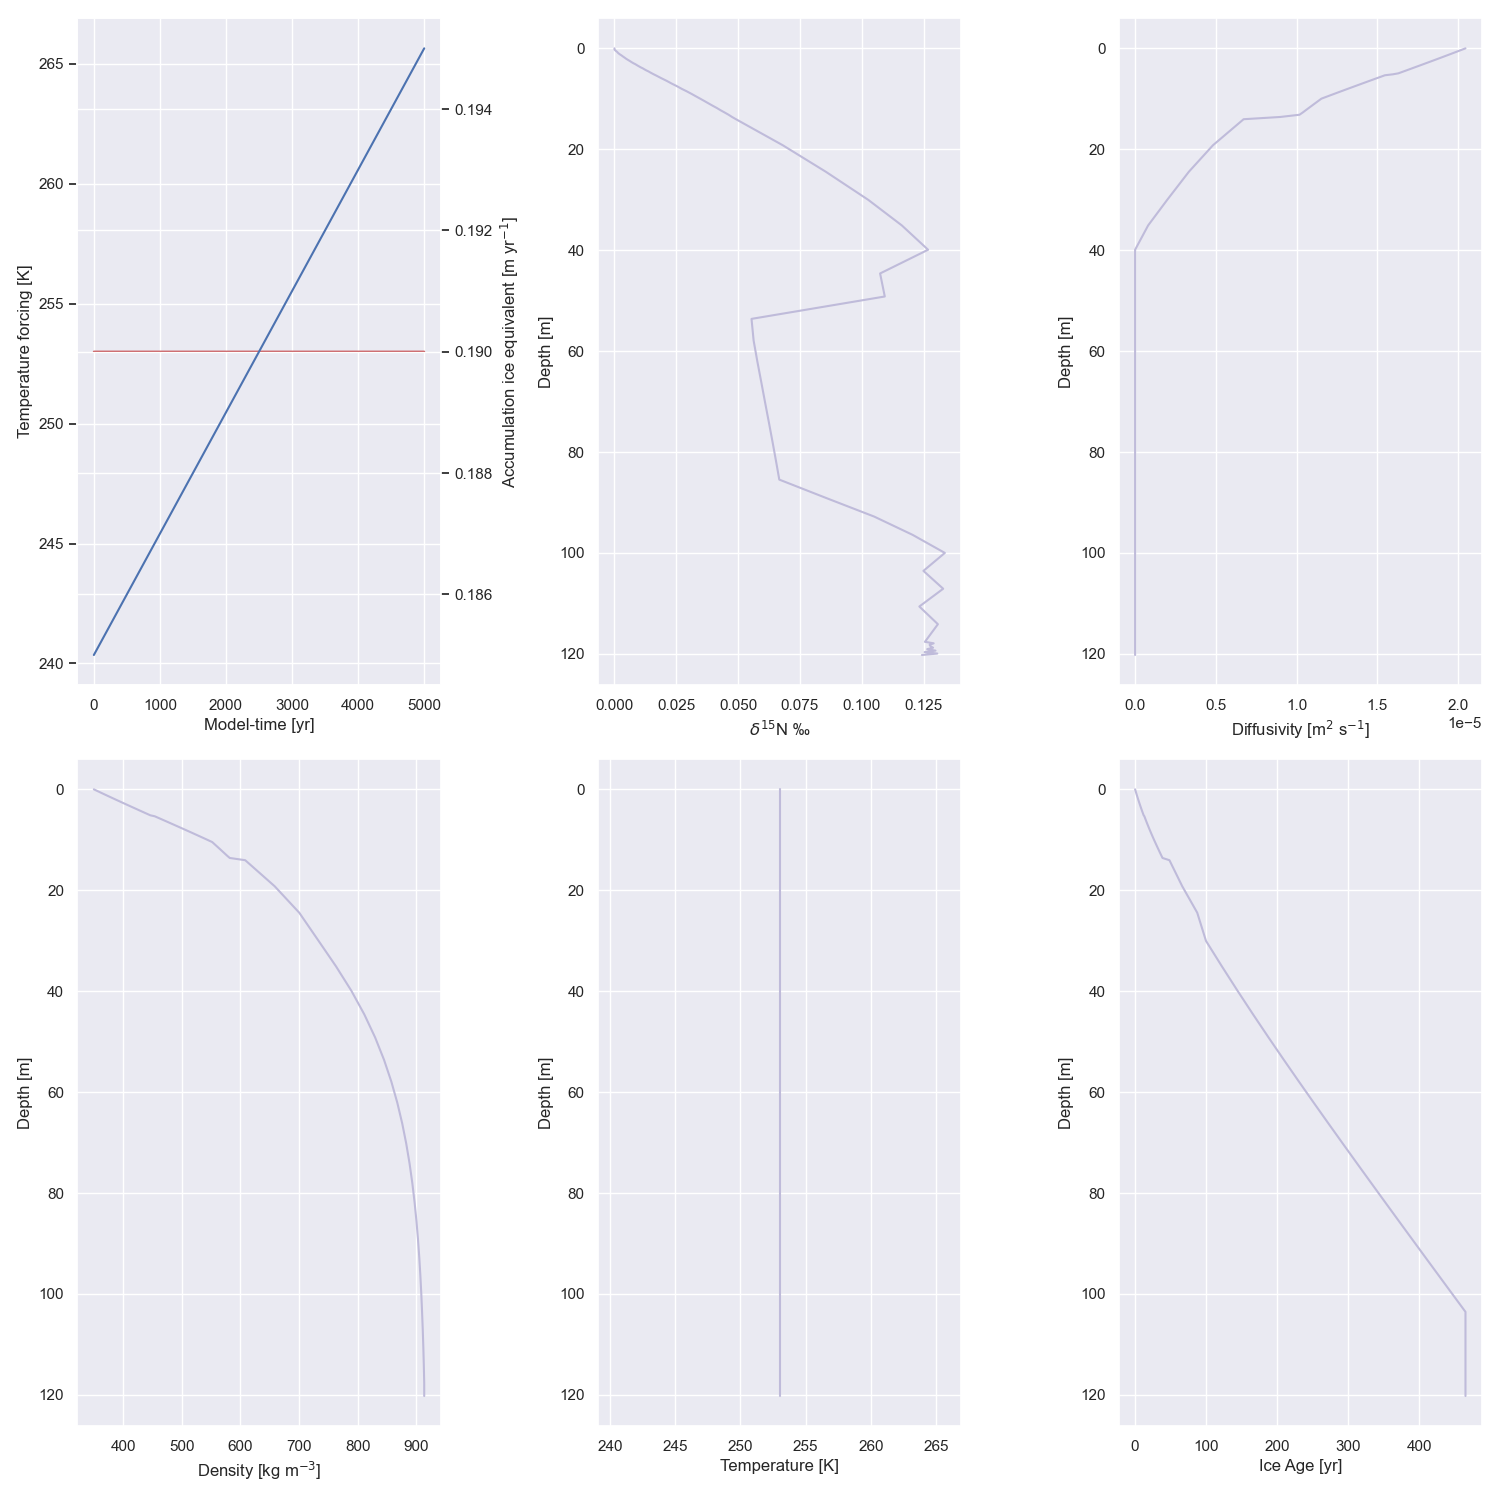 265
260
255
250
245
240
Temperature forcing [K]
0.194
0.192
0.190
0.188
0.186
Accumulation ice equivalent [m yr⁻¹]
0 1000 2000 3000 4000 5000
Model-time [yr]
0
20
40
60
80
100
120
Depth [m]
0.000 0.025 0.050 0.075 0.100 0.125
δ¹⁵N ‰
0
20
40
60
80
100
120
Depth [m]
0.0 0.5 1.0 1.5 2.0
1e−5
Diffusivity [m² s⁻¹]
0
20
40
60
80
100
120
Depth [m]
400 500 600 700 800 900
Density [kg m⁻³]
0
20
40
60
80
100
120
Depth [m]
240 245 250 255 260 265
Temperature [K]
0
20
40
60
80
100
120
Depth [m]
0 100 200 300 400
Ice Age [yr]